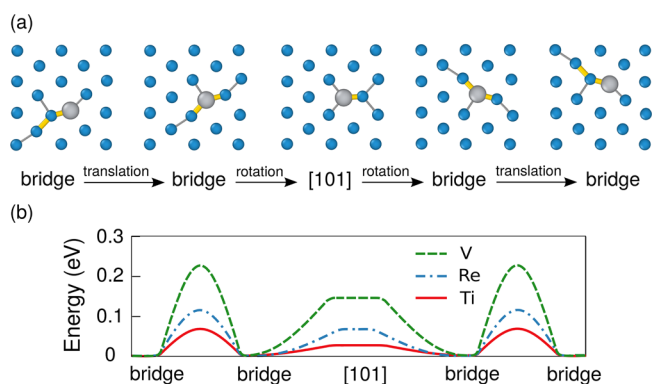 (a)
bridge translation bridge rotation [101] rotation bridge translation bridge
(b)
Energy (eV)
0.3
0.2
0.1
0
V
Re
Ti
bridge bridge [101] bridge bridge